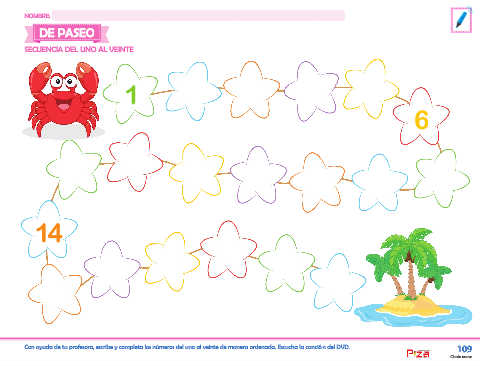 NOMBRE
DE PASEO
SECUENCIA DEL UNO AL VEINTE
1
6
14
Con ayuda de tu profesora, escribe y completa los números del uno al veinte de manera ordenada. Escucha la canción del DVD.
109